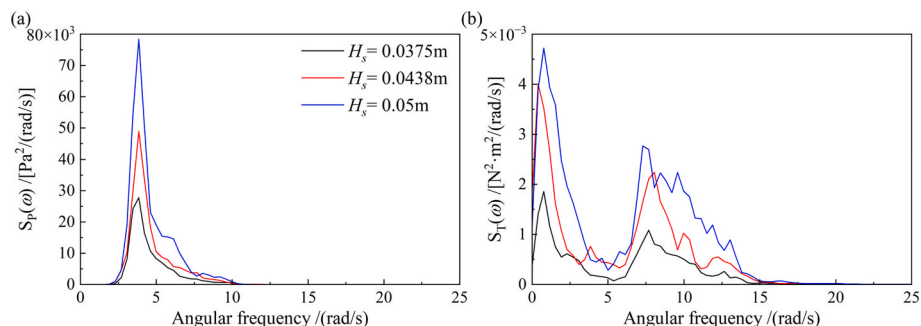 (a)
80×10³
70
60
50
40
30
20
10
0
0 5 10 15 20 25
S_P(ω) /[Pa²/(rad/s)]
Angular frequency /(rad/s)
H_s= 0.0375m
H_s= 0.0438m
H_s= 0.05m
(b)
5×10⁻³
4
3
2
1
0
0 5 10 15 20 25
S_T(ω) /[N²·m²/(rad/s)]
Angular frequency /(rad/s)